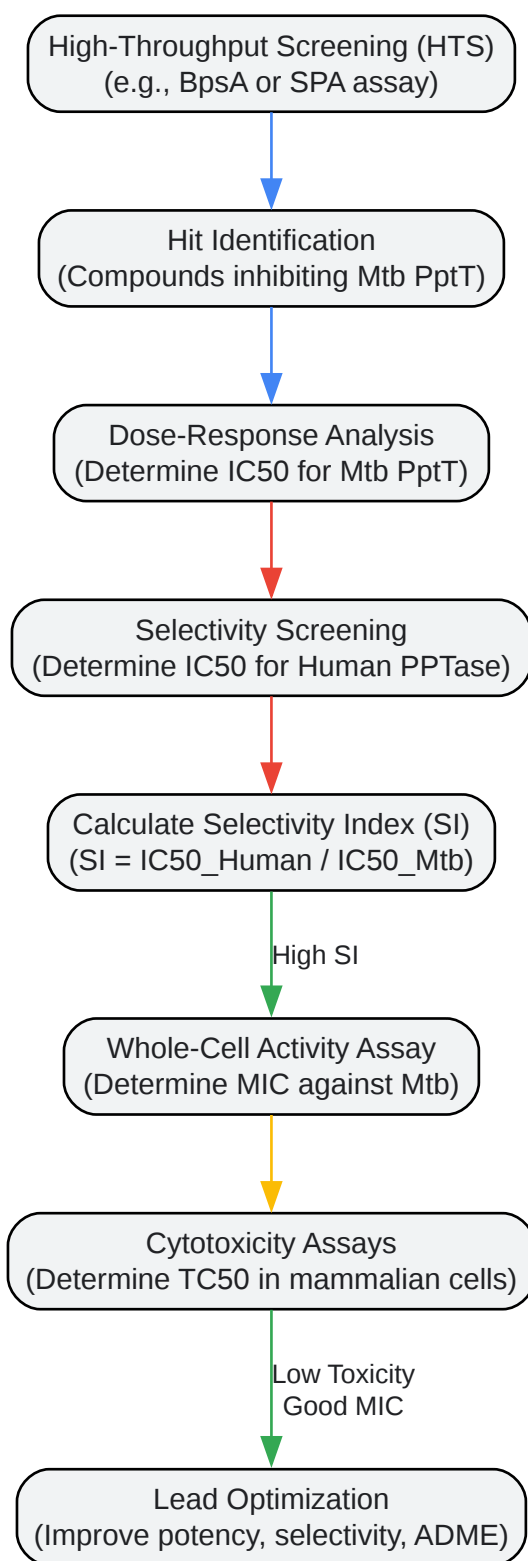 High-Throughput Screening (HTS)
(e.g., BpsA or SPA assay)
Hit Identification
(Compounds inhibiting Mtb PptT)
Dose-Response Analysis
(Determine IC50 for Mtb PptT)
Selectivity Screening
(Determine IC50 for Human PPTase)
Calculate Selectivity Index (SI)
(SI = IC50_Human / IC50_Mtb)
High SI
Whole-Cell Activity Assay
(Determine MIC against Mtb)
Cytotoxicity Assays
(Determine TC50 in mammalian cells)
Low Toxicity
Good MIC
Lead Optimization
(Improve potency, selectivity, ADME)